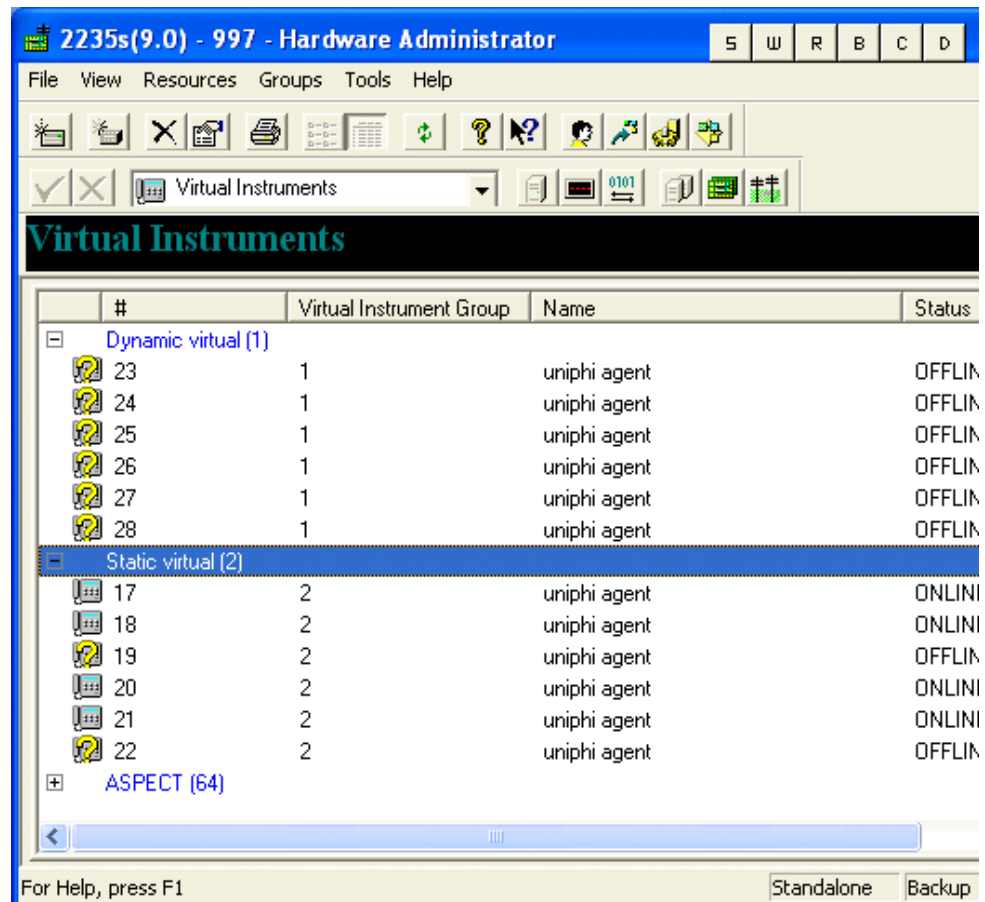 2235s(9.0) - 997 - Hardware Administrator S W R B C D
File View Resources Groups Tools Help
0101
Virtual Instruments
Virtual Instruments
# Virtual Instrument Group Name Status
Dynamic virtual (1)
23 1 uniphi agent OFFLIN
24 1 uniphi agent OFFLIN
25 1 uniphi agent OFFLIN
26 1 uniphi agent OFFLIN
27 1 uniphi agent OFFLIN
28 1 uniphi agent OFFLIN
Static virtual (2)
17 2 uniphi agent ONLINI
18 2 uniphi agent ONLINI
19 2 uniphi agent OFFLIN
20 2 uniphi agent ONLINI
21 2 uniphi agent ONLINI
22 2 uniphi agent OFFLIN
ASPECT (64)
For Help, press F1 Standalone Backup